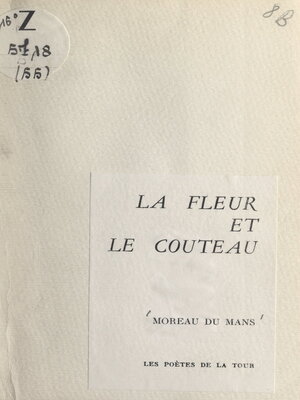 16° Z
(55)
8B
LA FLEUR
ET
LE COUTEAU
MOREAU DU MANS
LES POÈTES DE LA TOUR